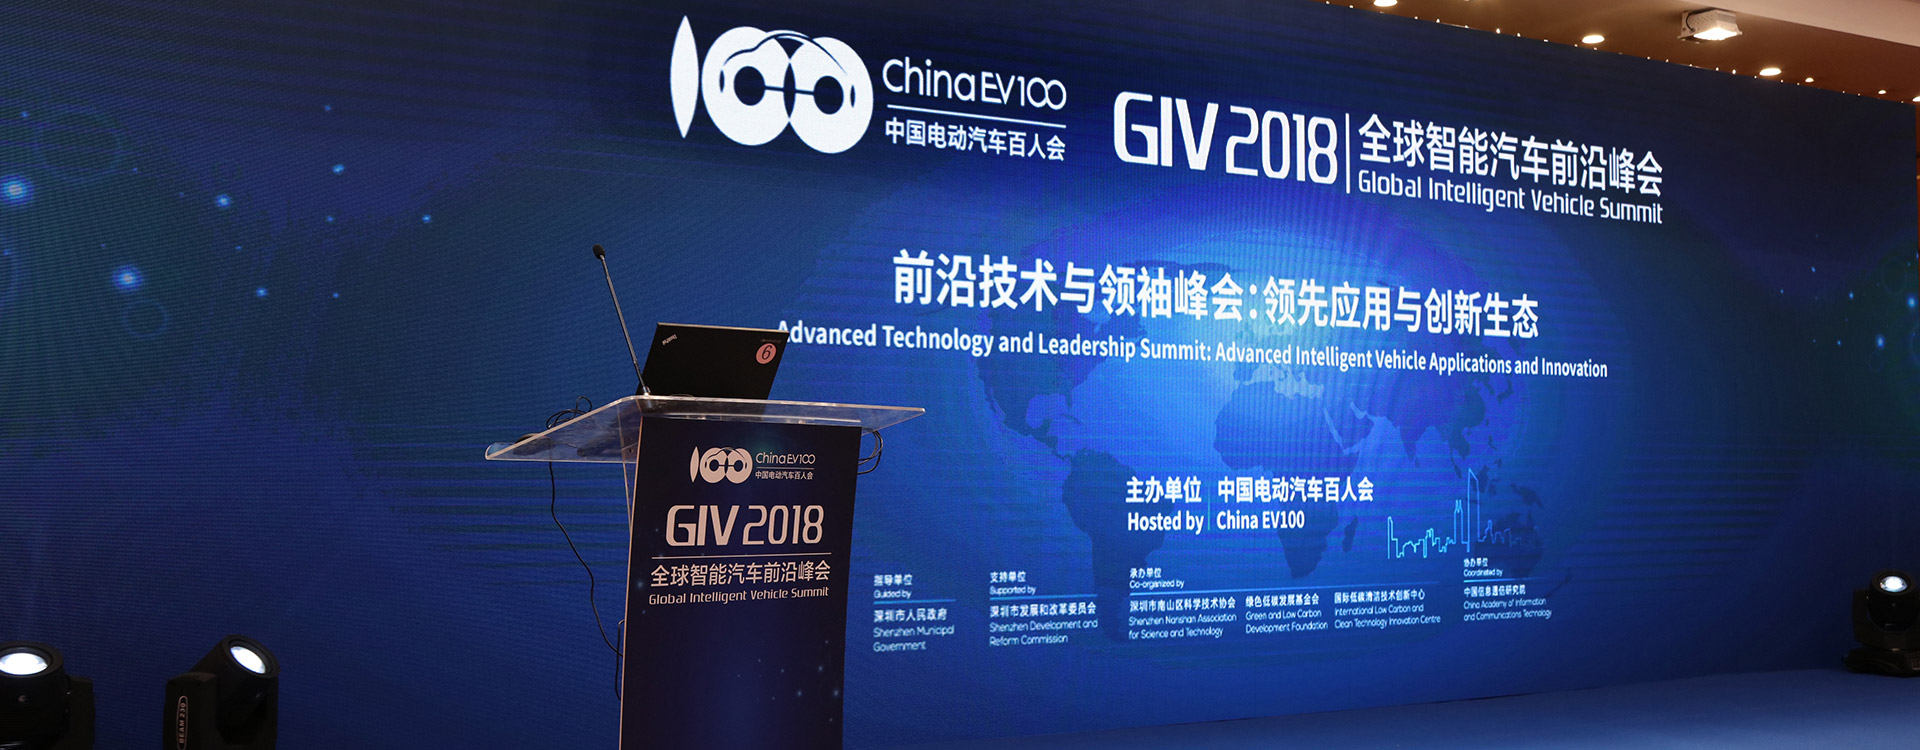 ChinaEV100
中国电动汽车百人会
GIV 2018
全球智能汽车前沿峰会
Global Intelligent Vehicle Summit
前沿技术与领袖峰会:领先应用与创新生态
Advanced Technology and Leadership Summit: Advanced Intelligent Vehicle Applications and Innovation
主办单位 中国电动汽车百人会
Hosted by China EV100
指导单位
Guided by
深圳市人民政府
Shenzhen Municipal
Government
支持单位
Supported by
深圳市发展和改革委员会
Shenzhen Development and
Reform Commission
承办单位
Co-organized by
深圳市南山区科学技术协会
Shenzhen Nanshan Association
for Science and Technology
绿色低碳发展基金会
Green and Low Carbon
Development Foundation
国际低碳清洁技术创新中心
International Low Carbon and
Clean Technology Innovation Centre
协办单位
Coordinated by
中国信息通信研究院
China Academy of Information
and Communications Technology
6
100
ChinaEV100
中国电动汽车百人会
GIV 2018
全球智能汽车前沿峰会
Global Intelligent Vehicle Summit
BEAM 230